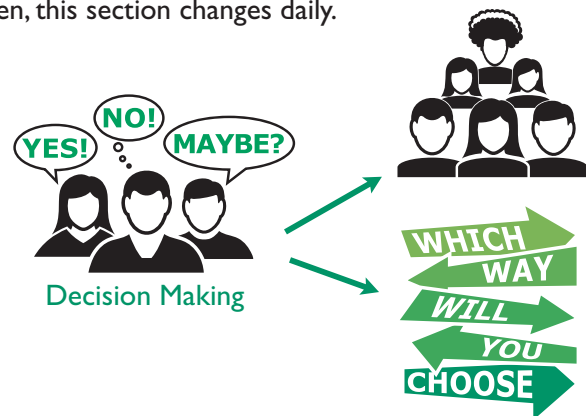 en, this section changes daily.
YES!
NO!
MAYBE?
Decision Making
WHICH
WAY
WILL
YOU
CHOOSE